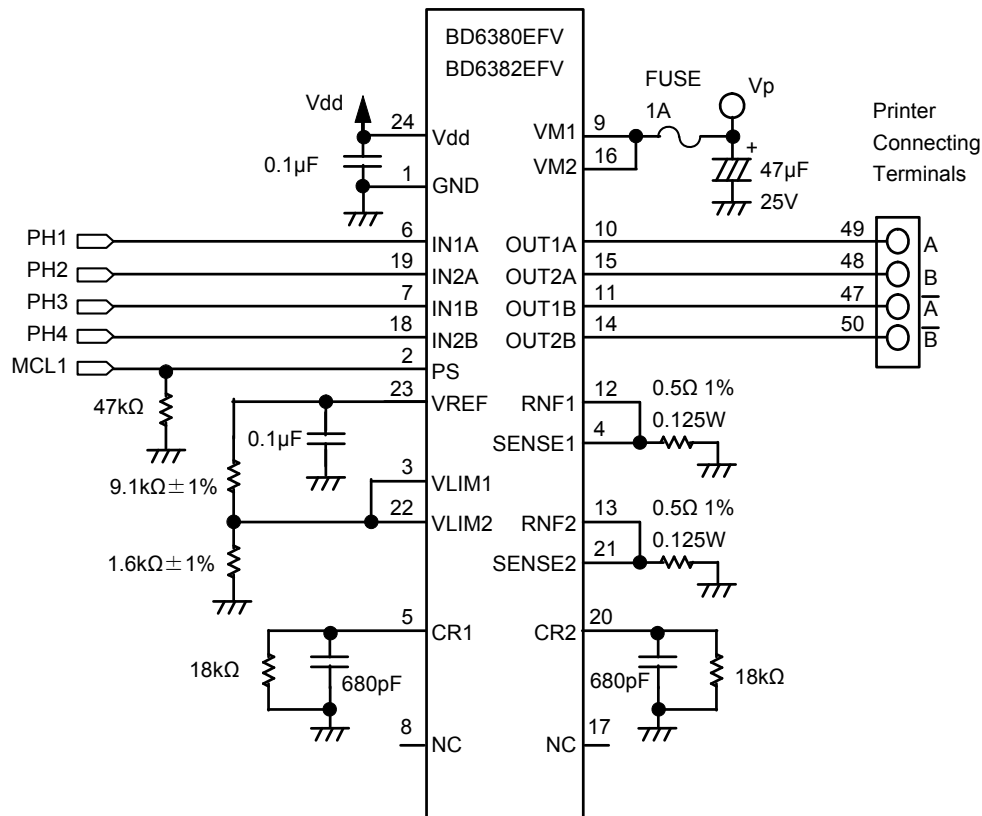 BD6380EFV
BD6382EFV
FUSE
1A
Vp
Printer
Connecting
Terminals
Vdd
24
Vdd
0.1µF
1
GND
VM1
9
VM2
16
+
47µF
25V
PH1
6
IN1A
OUT1A
10
49
A
PH2
19
IN2A
OUT2A
15
48
B
PH3
7
IN1B
OUT1B
11
47
A̅
PH4
18
IN2B
OUT2B
14
50
B̅
MCL1
2
PS
47kΩ
23
VREF
0.1µF
RNF1
12
0.5Ω 1%
0.125W
SENSE1
4
9.1kΩ±1%
3
VLIM1
22
VLIM2
1.6kΩ±1%
RNF2
13
0.5Ω 1%
0.125W
SENSE2
21
5
CR1
18kΩ
680pF
CR2
20
680pF
18kΩ
8
NC
NC
17